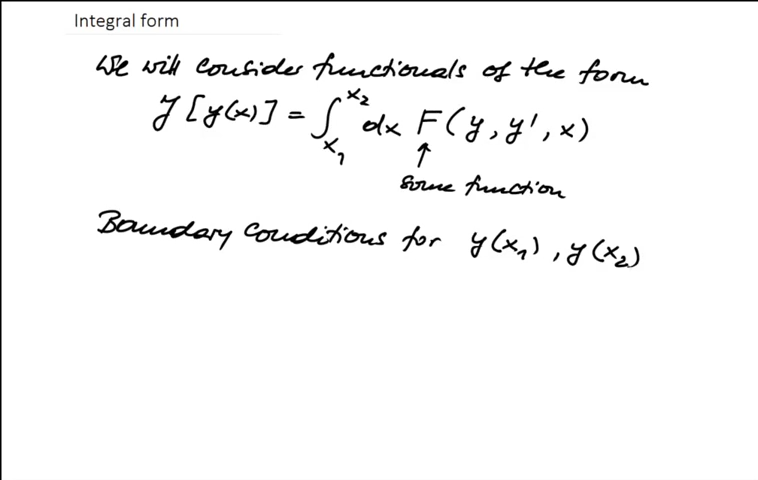 Integral form
We will consider functionals of the form
J[y(x)] = ∫_{x₁}^{x₂} dx F(y, y', x)
↑
some function
Boundary conditions for y(x₁), y(x₂)